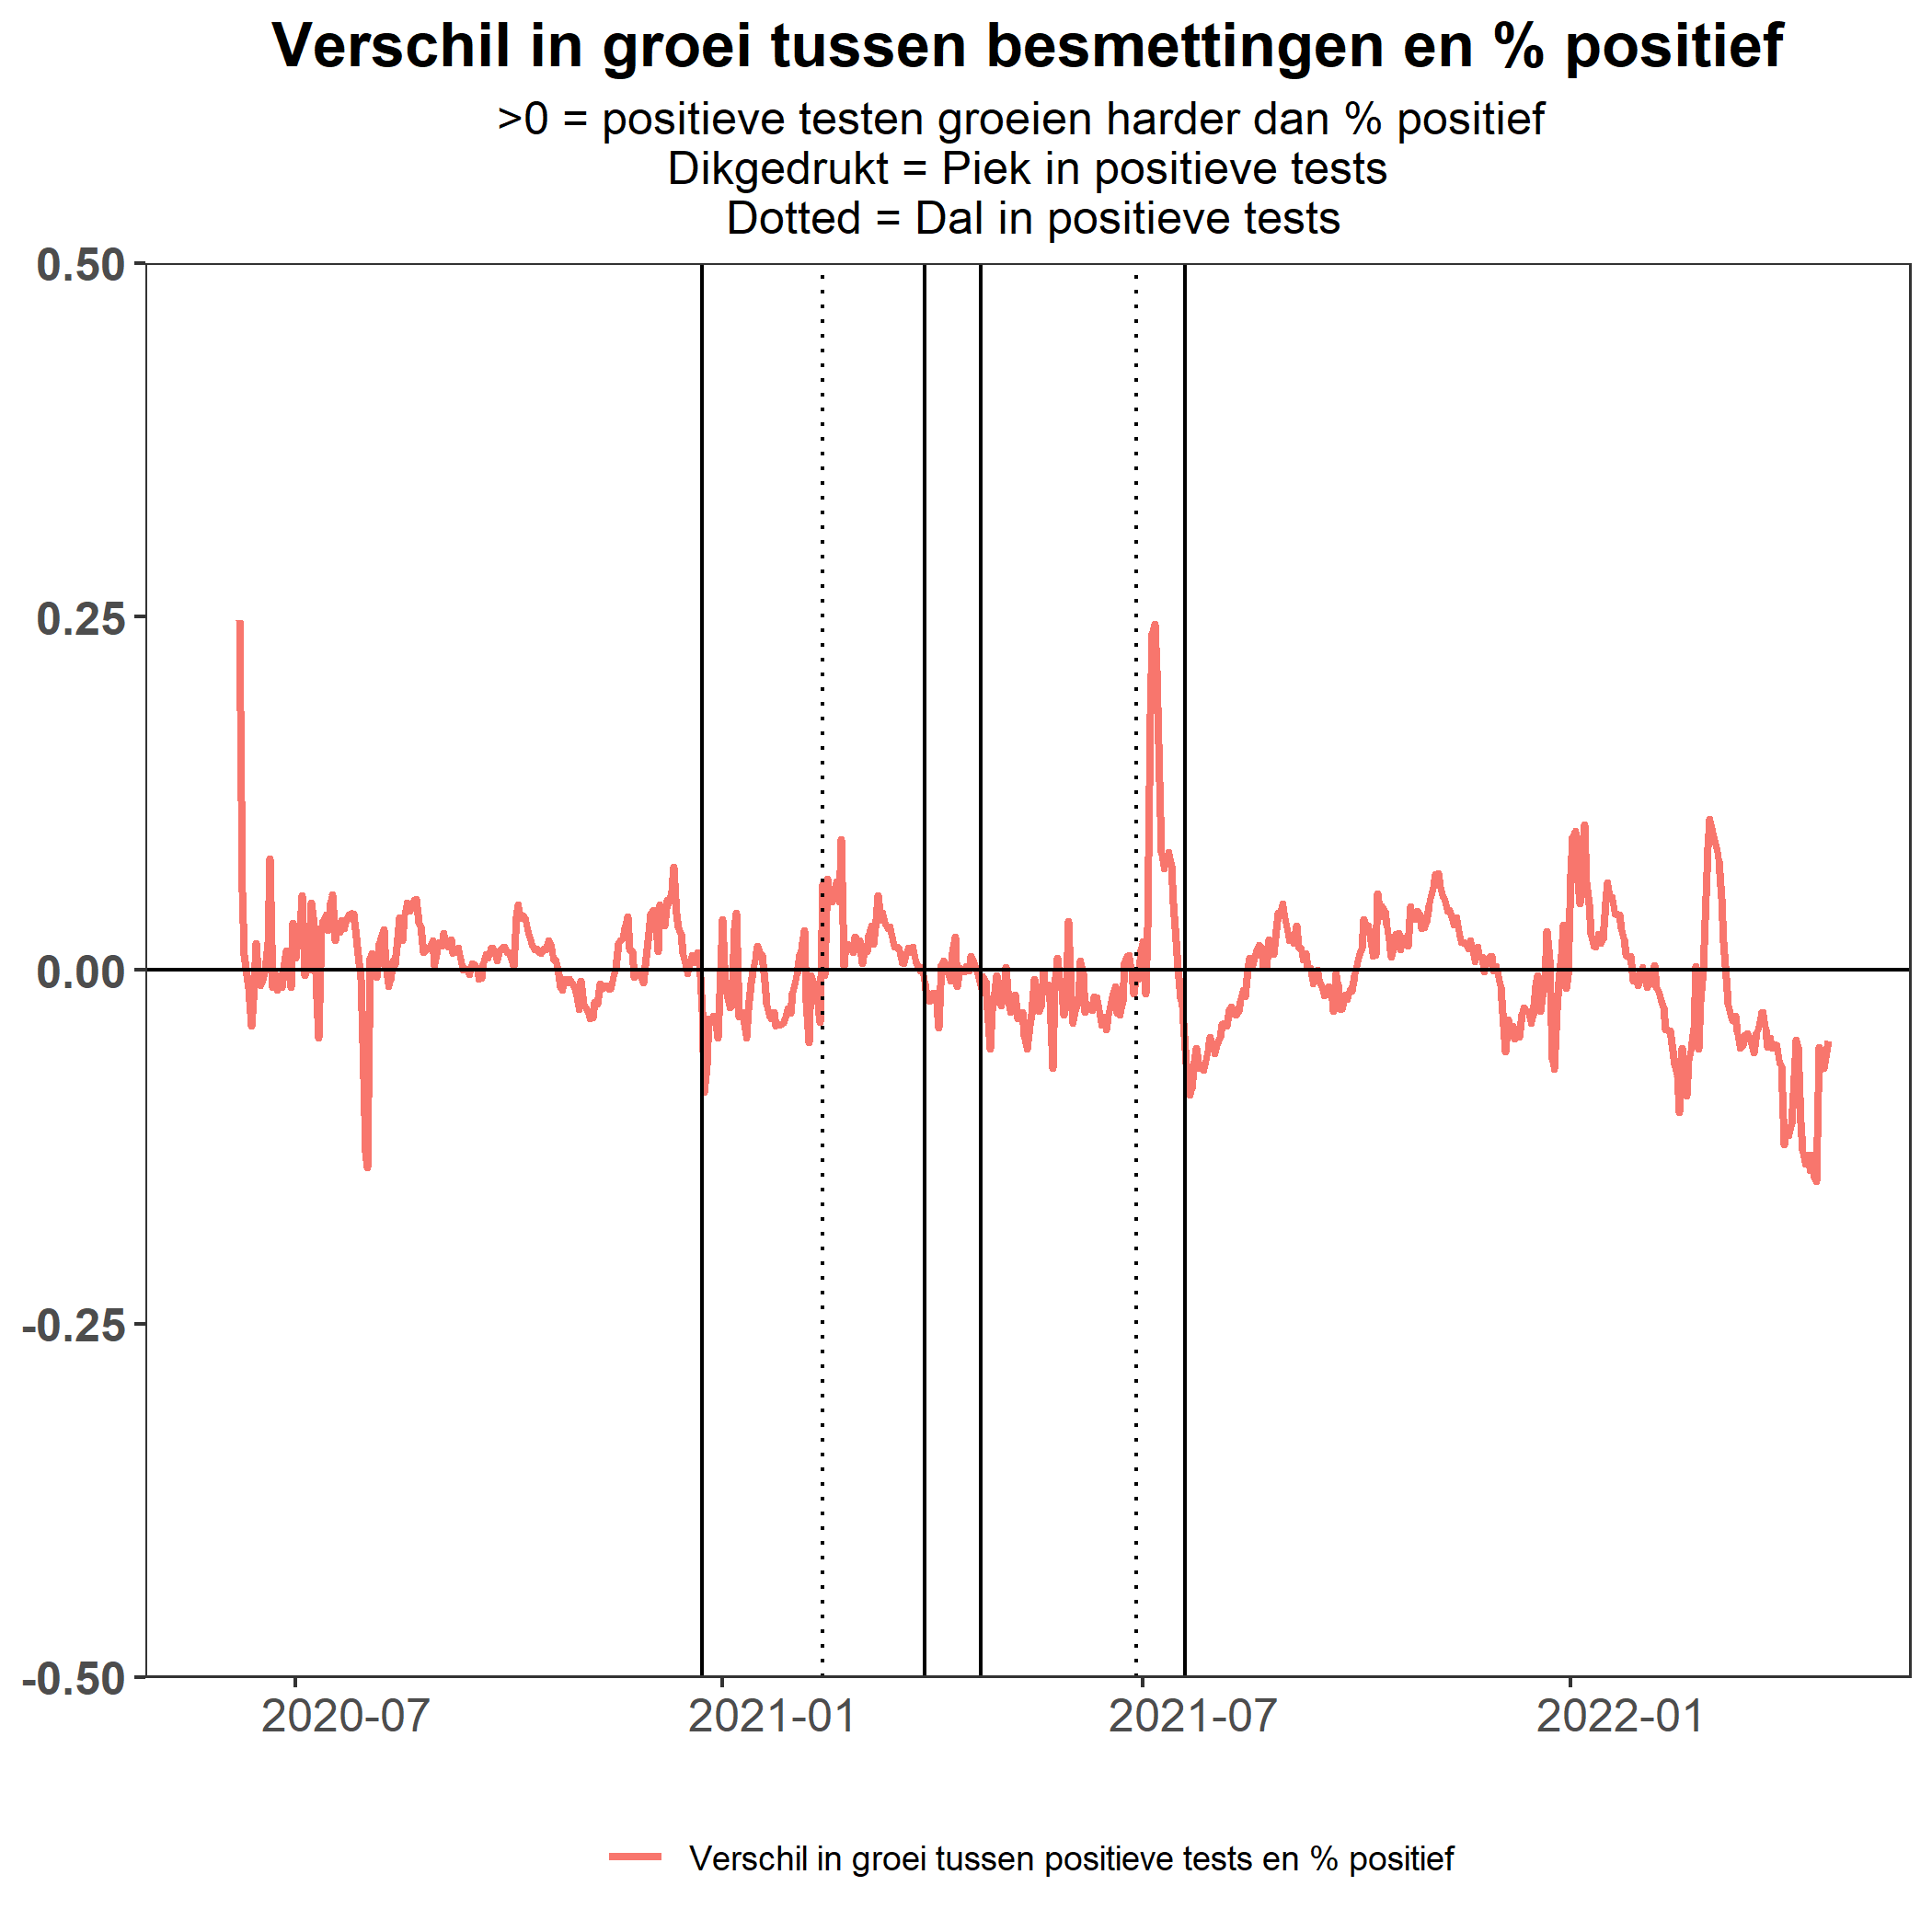 Verschil in groei tussen besmettingen en % positief
>0 = positieve testen groeien harder dan % positief
Dikgedrukt = Piek in positieve tests
Dotted = Dal in positieve tests
0.50
0.25
0.00
-0.25
-0.50
2020-07 2021-01 2021-07 2022-01
Verschil in groei tussen positieve tests en % positief